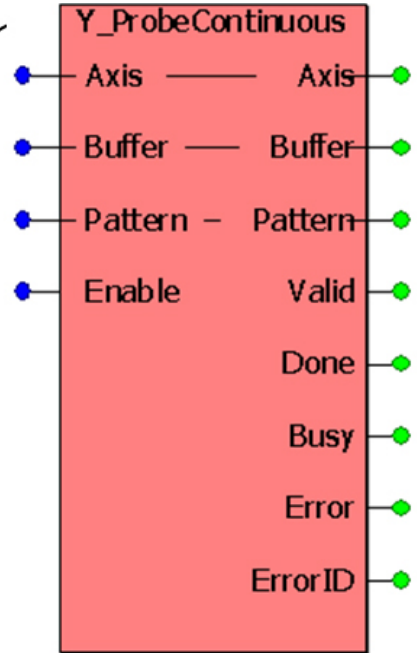 Y_ProbeContinuous
Axis Axis
Buffer Buffer
Pattern Pattern
Enable Valid
Done
Busy
Error
ErrorID